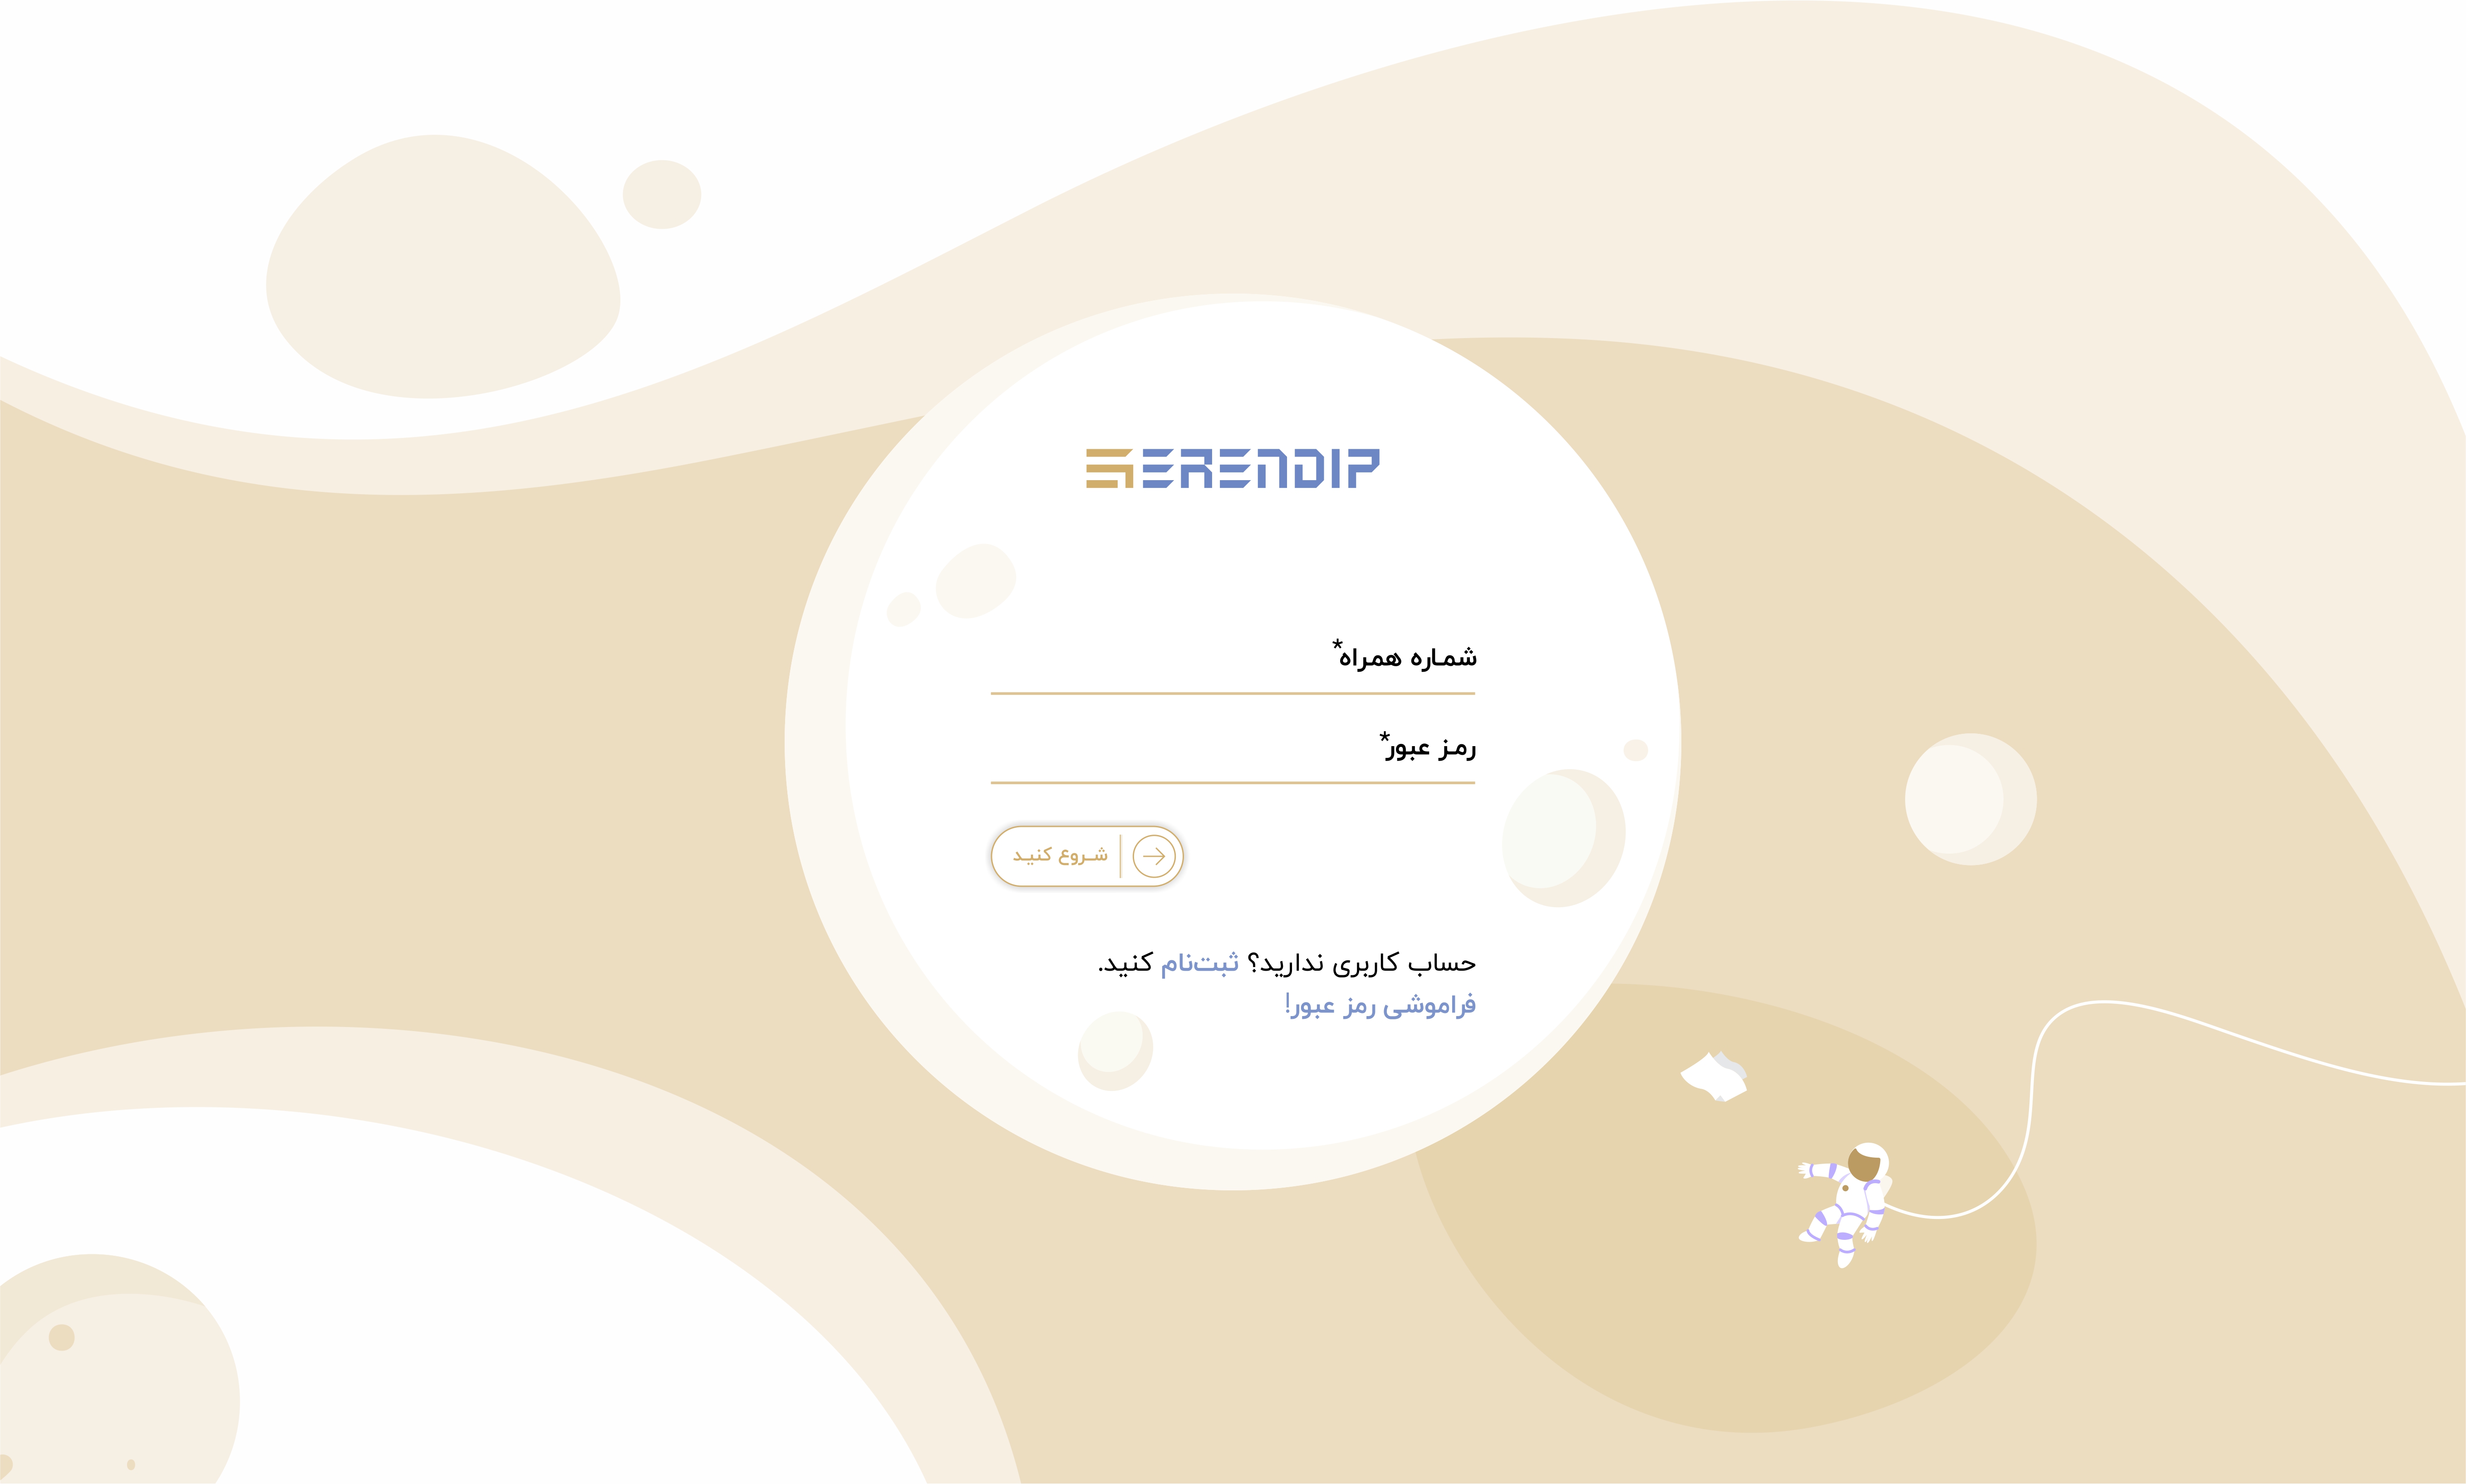 SERENDIP
شماره همراه*
رمز عبور*
شروع کنید
حساب کاربری ندارید؟ ثبت‌نام کنید.
فراموشی رمز عبور!